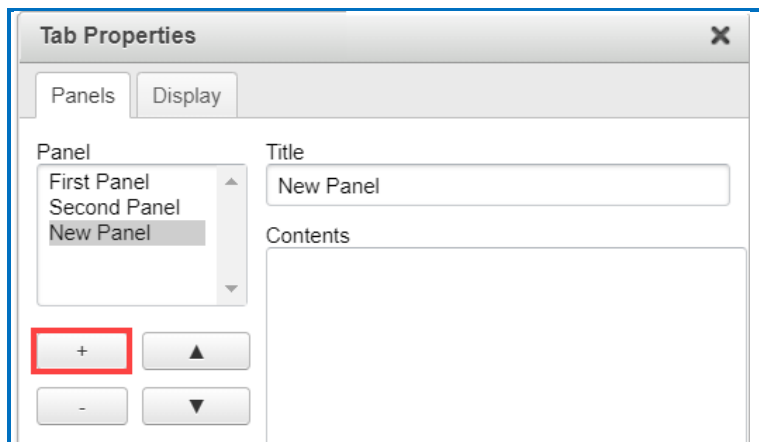 Tab Properties
Panels Display
Panel
First Panel
Second Panel
New Panel
+
-
Title
New Panel
Contents